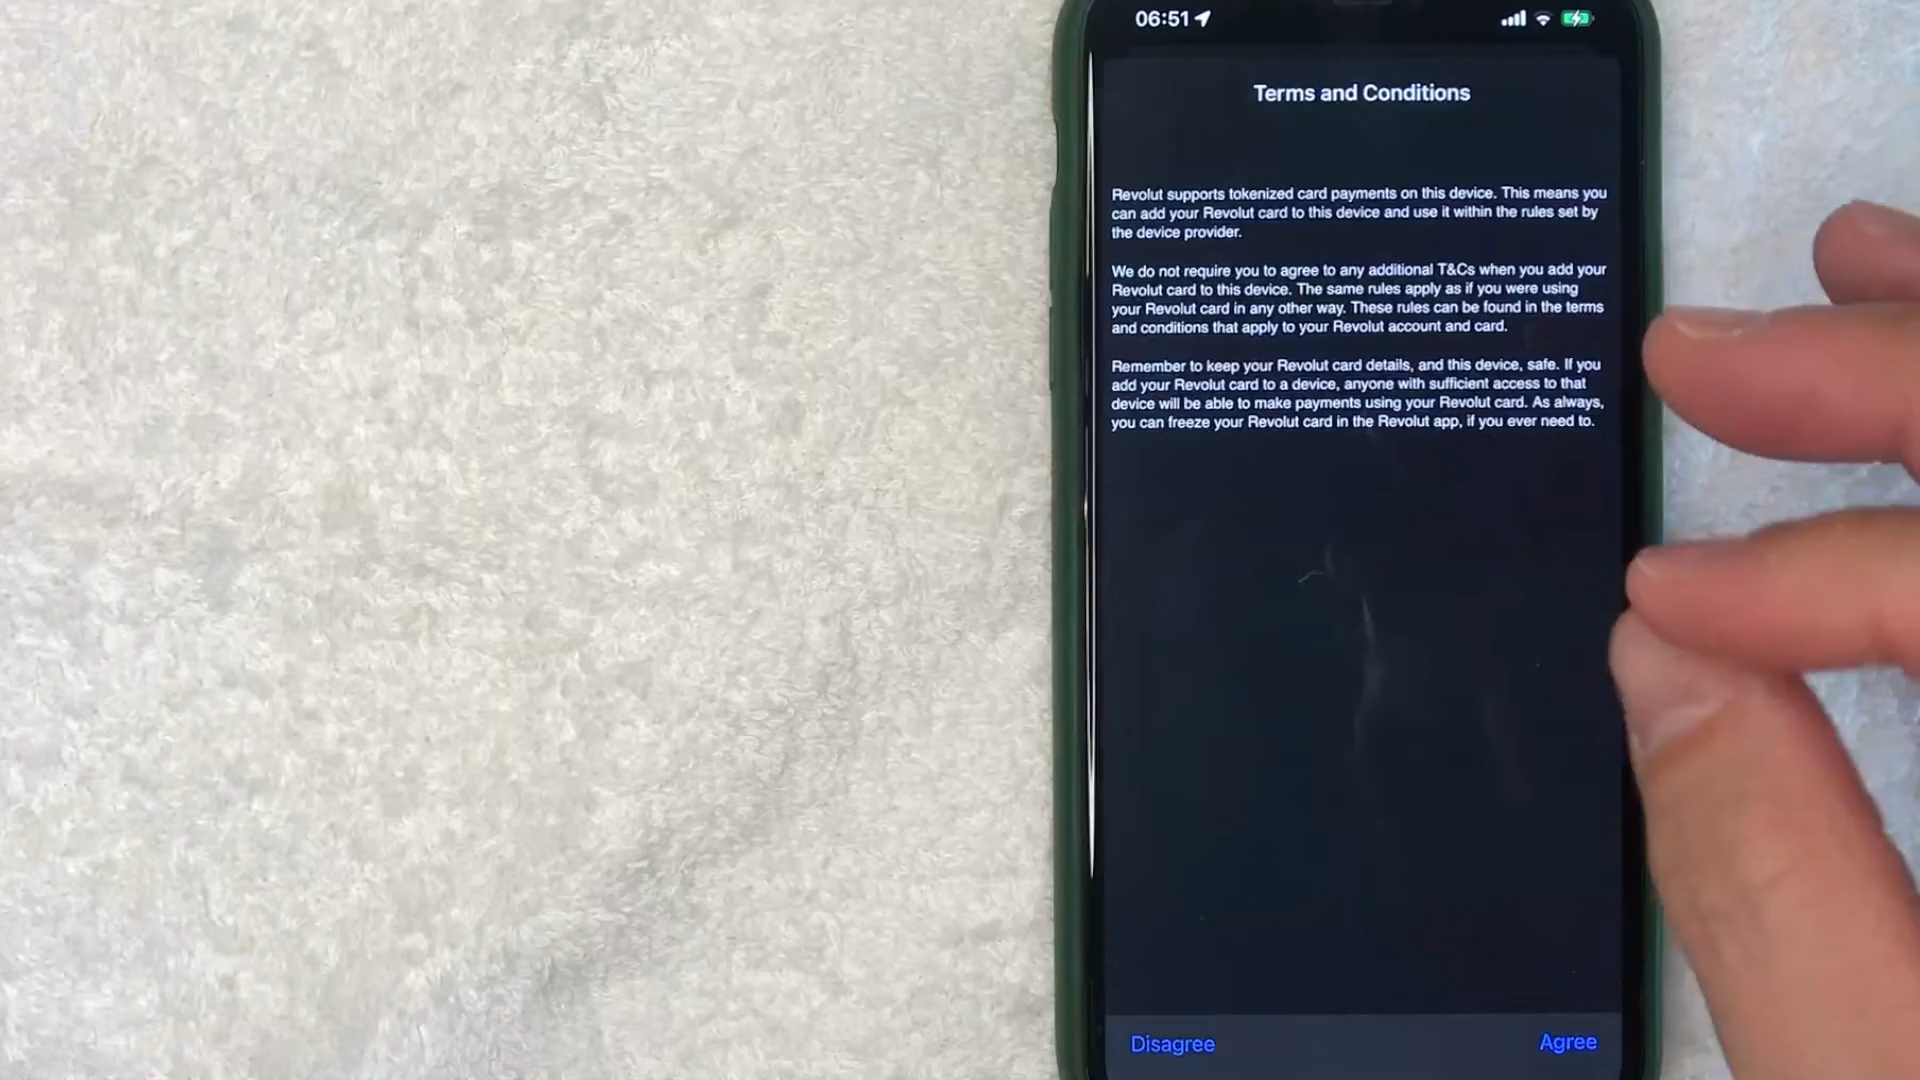 06:51
Terms and Conditions
Revolut supports tokenized card payments on this device. This means you
can add your Revolut card to this device and use it within the rules set by
the device provider.
We do not require you to agree to any additional T&Cs when you add your
Revolut card to this device. The same rules apply as if you were using
your Revolut card in any other way. These rules can be found in the terms
and conditions that apply to your Revolut account and card.
Remember to keep your Revolut card details, and this device, safe. If you
add your Revolut card to a device, anyone with sufficient access to that
device will be able to make payments using your Revolut card. As always,
you can freeze your Revolut card in the Revolut app, if you ever need to.
Disagree
Agree